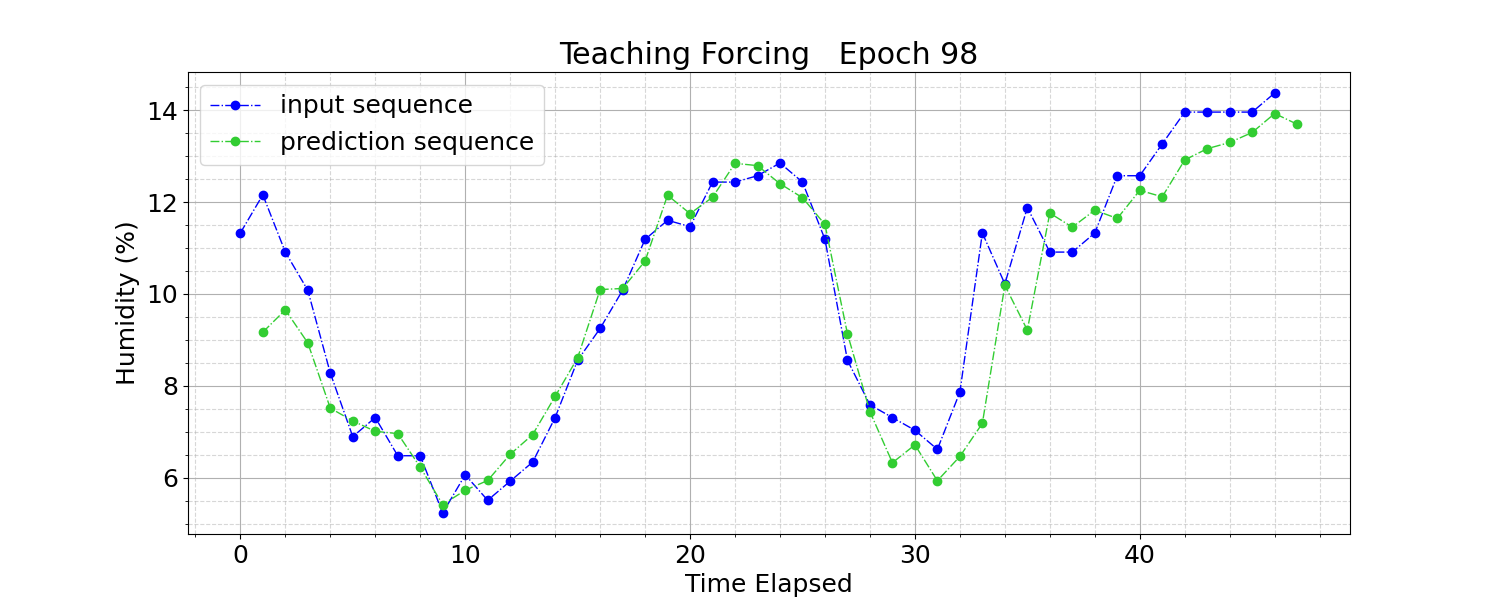 Teaching Forcing   Epoch 98
input sequence
prediction sequence
Humidity (%)
14
12
10
8
6
0 10 20 30 40
Time Elapsed